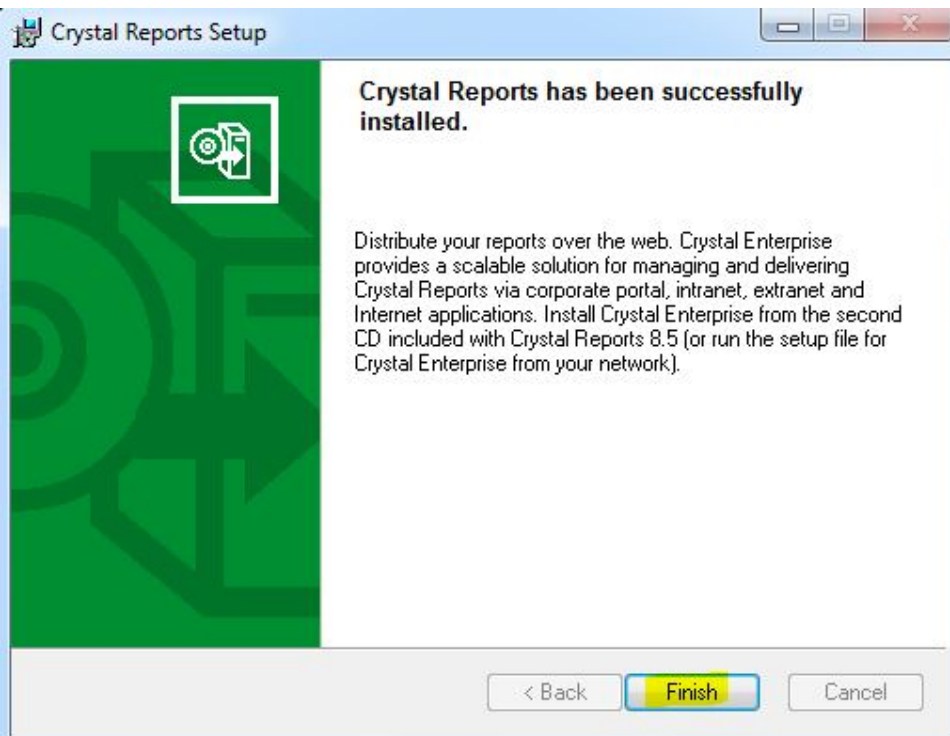 Crystal Reports Setup
Crystal Reports has been successfully
installed.
Distribute your reports over the web. Crystal Enterprise
provides a scalable solution for managing and delivering
Crystal Reports via corporate portal, intranet, extranet and
Internet applications. Install Crystal Enterprise from the second
CD included with Crystal Reports 8.5 (or run the setup file for
Crystal Enterprise from your network).
< Back Finish Cancel